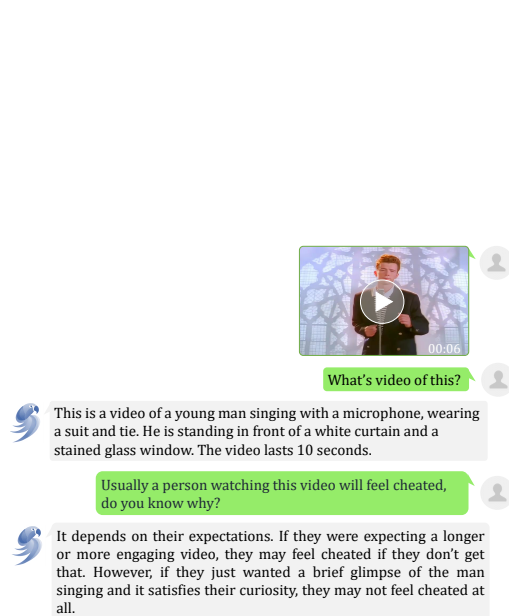 00:06
What's video of this?
This is a video of a young man singing with a microphone, wearing
a suit and tie. He is standing in front of a white curtain and a
stained glass window. The video lasts 10 seconds.
Usually a person watching this video will feel cheated,
do you know why?
It depends on their expectations. If they were expecting a longer
or more engaging video, they may feel cheated if they don't get
that. However, if they just wanted a brief glimpse of the man
singing and it satisfies their curiosity, they may not feel cheated at
all.